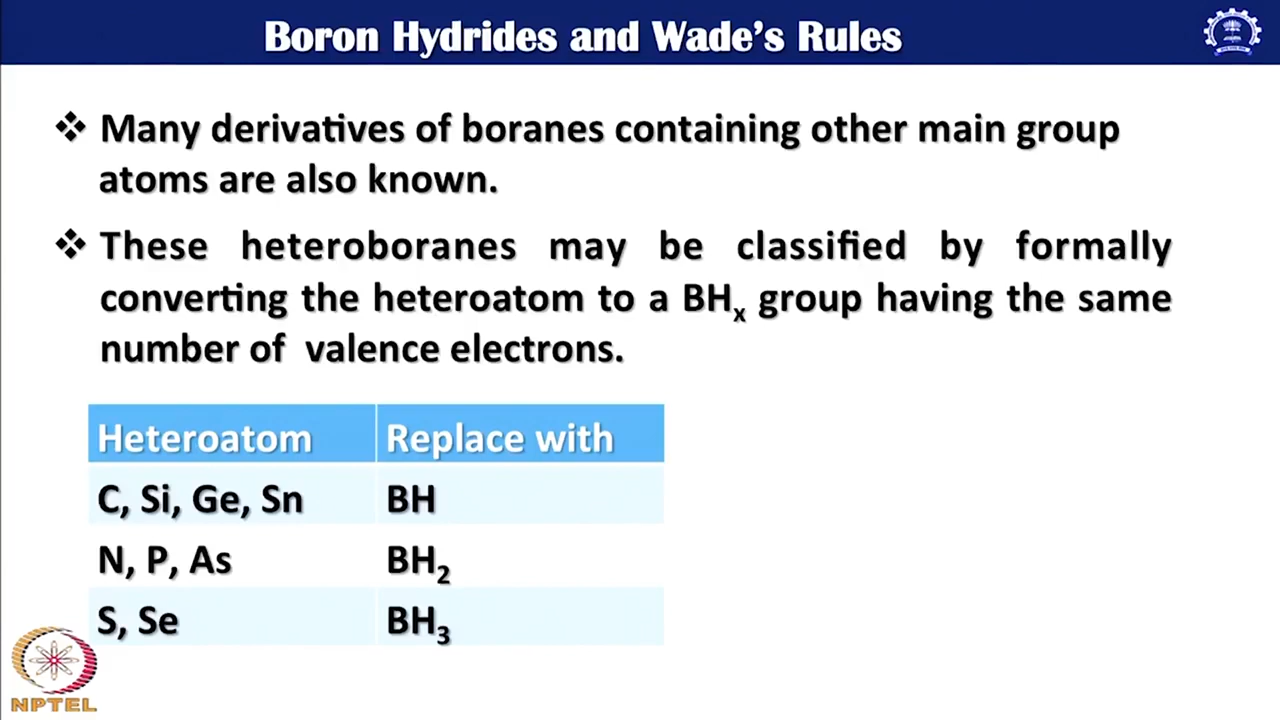 Boron Hydrides and Wade's Rules
❖ Many derivatives of boranes containing other main group
atoms are also known.
❖ These heteroboranes may be classified by formally
converting the heteroatom to a BHₓ group having the same
number of valence electrons.
Heteroatom Replace with
C, Si, Ge, Sn BH
N, P, As BH₂
S, Se BH₃
NPTEL